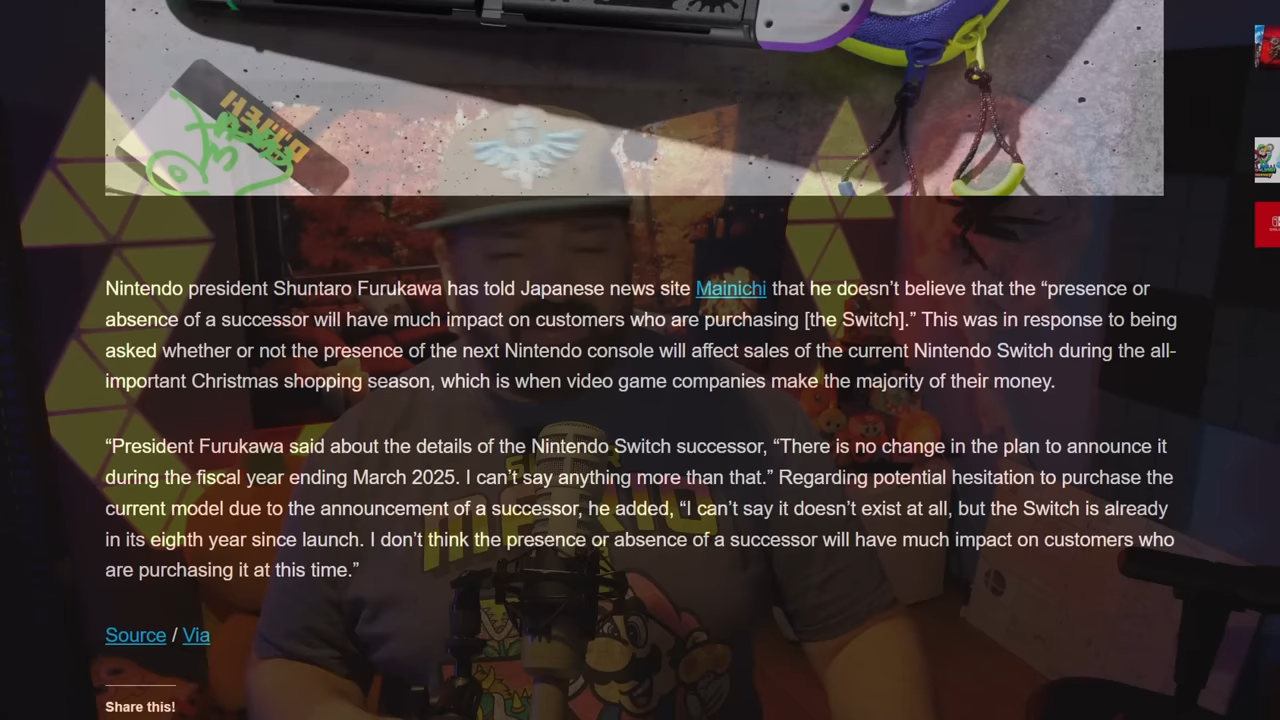 Nintendo president Shuntaro Furukawa has told Japanese news site Mainichi that he doesn’t believe that the “presence or
absence of a successor will have much impact on customers who are purchasing [the Switch].” This was in response to being
asked whether or not the presence of the next Nintendo console will affect sales of the current Nintendo Switch during the all-
important Christmas shopping season, which is when video game companies make the majority of their money.
“President Furukawa said about the details of the Nintendo Switch successor, “There is no change in the plan to announce it
during the fiscal year ending March 2025. I can’t say anything more than that.” Regarding potential hesitation to purchase the
current model due to the announcement of a successor, he added, “I can’t say it doesn’t exist at all, but the Switch is already
in its eighth year since launch. I don’t think the presence or absence of a successor will have much impact on customers who
are purchasing it at this time.”
Source / Via
Share this!